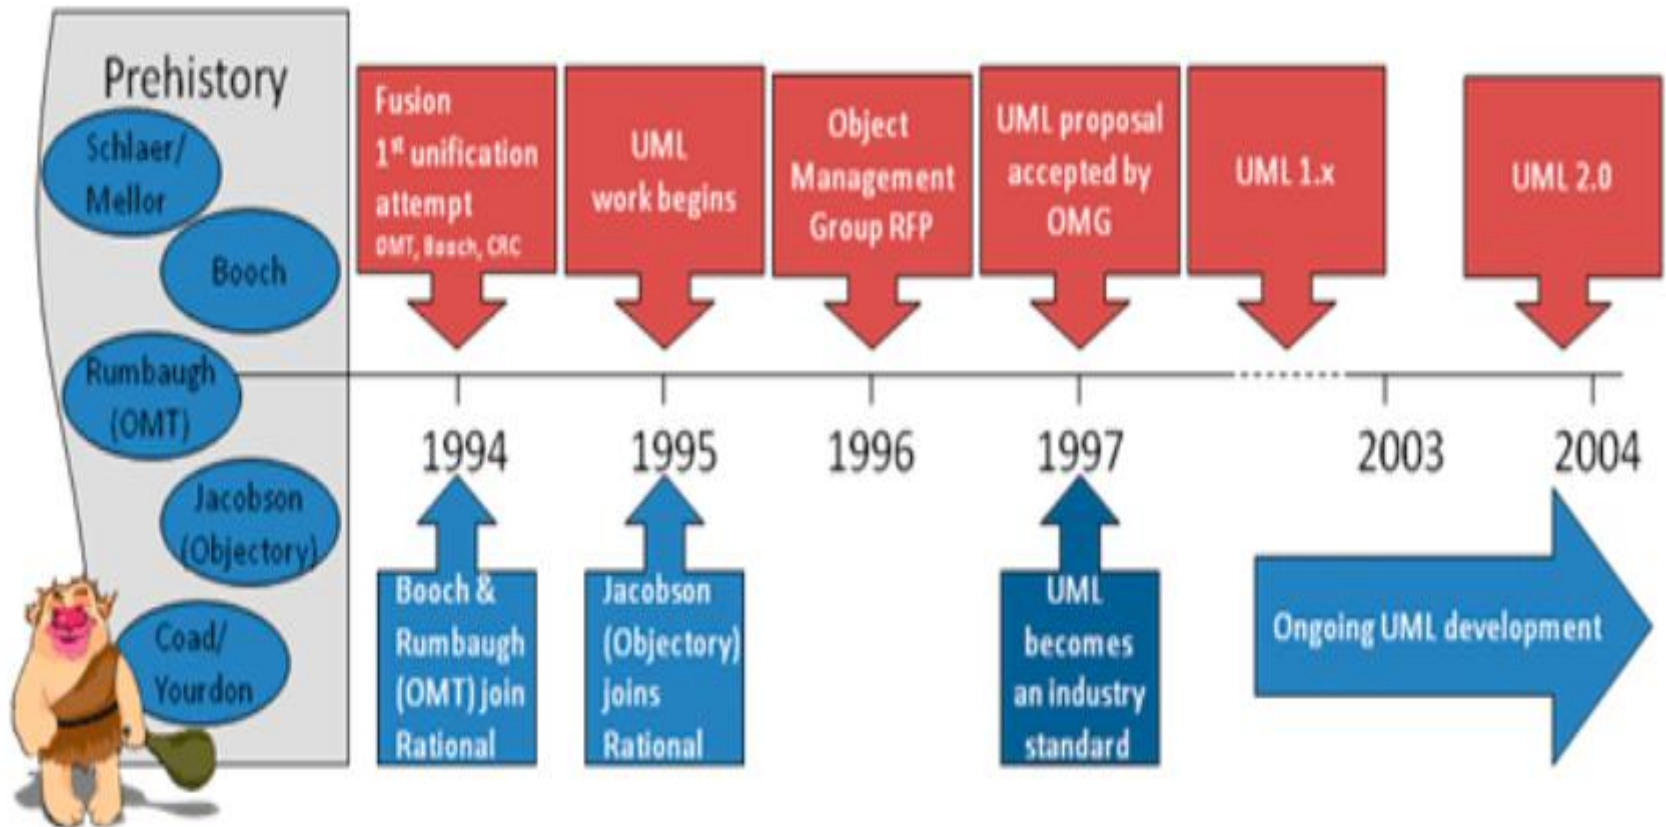 Prehistory
Schlaer/
Mellor
Booch
Rumbaugh
(OMT)
Jacobson
(Objectory)
Coad/
Yourdon
Fusion
1st unification
attempt
OMT, Booch, CRC
UML
work begins
Object
Management
Group RFP
UML proposal
accepted by
OMG
UML 1.x
UML 2.0
1994
1995
1996
1997
2003
2004
Booch &
Rumbaugh
(OMT) join
Rational
Jacobson
(Objectory)
joins
Rational
UML
becomes
an industry
standard
Ongoing UML development